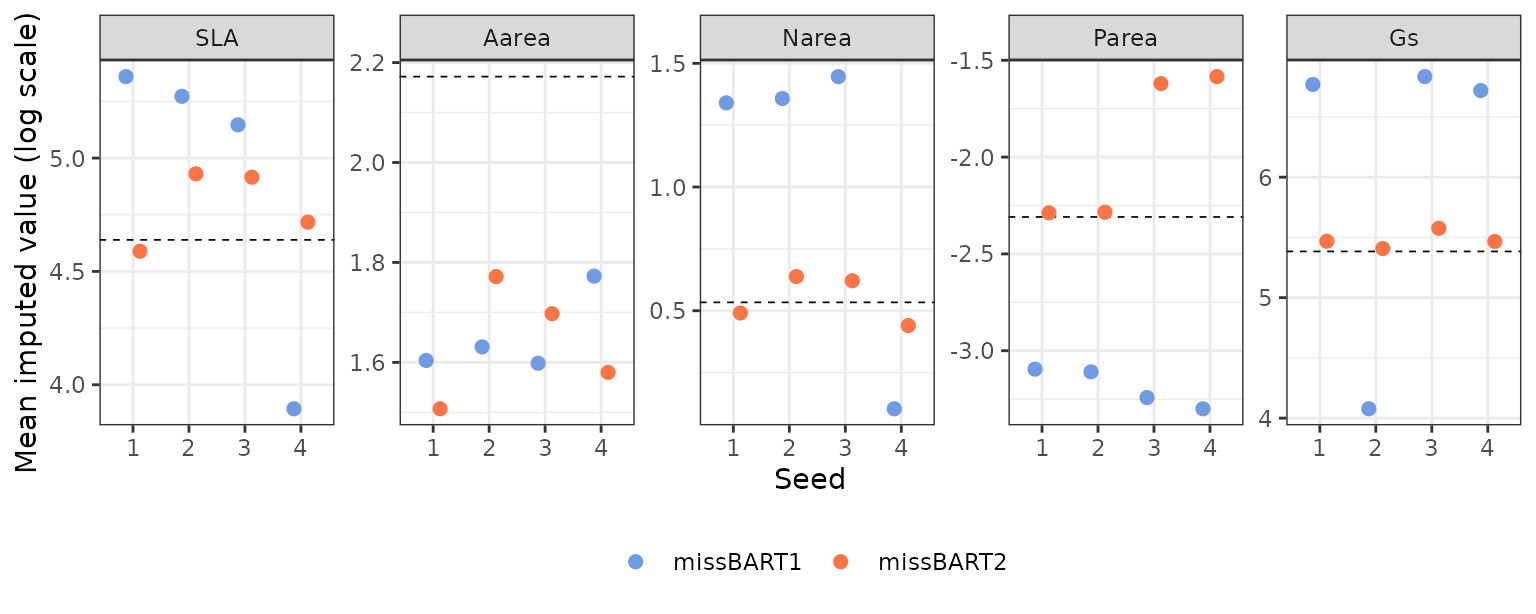 Mean imputed value (log scale)
SLA
5.0
4.5
4.0
1 2 3 4
Aarea
2.2
2.0
1.8
1.6
1 2 3 4
Narea
1.5
1.0
0.5
1 2 3 4
Parea
-1.5
-2.0
-2.5
-3.0
1 2 3 4
Gs
6
5
4
1 2 3 4
Seed
missBART1 missBART2